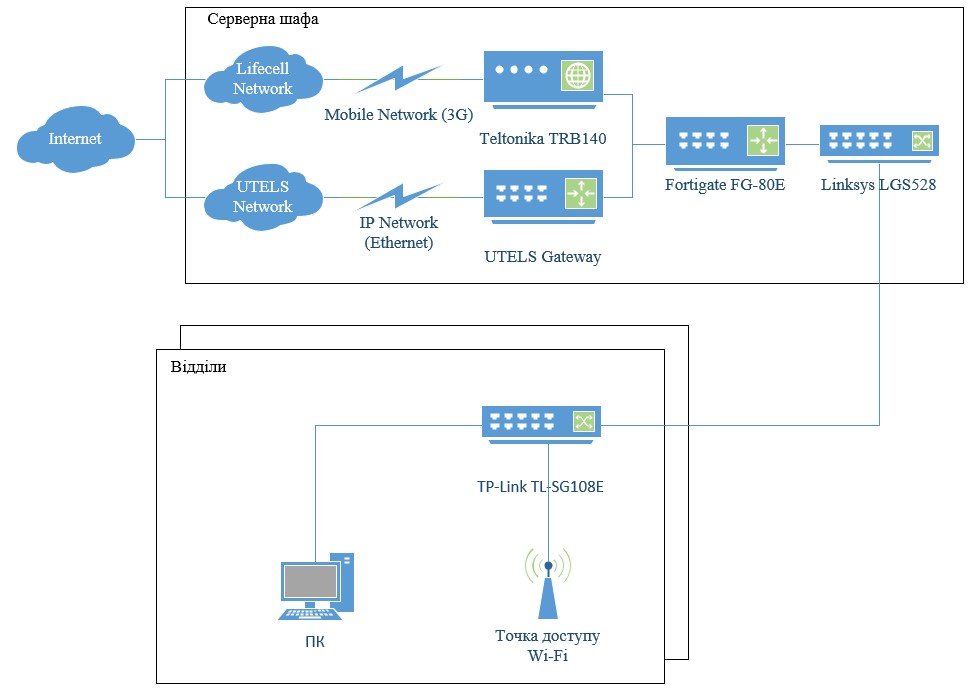 Серверна шафа
Internet
Lifecell
Network
Mobile Network (3G)
Teltonika TRB140
UTELS
Network
IP Network
(Ethernet)
UTELS Gateway
Fortigate FG-80E
Linksys LGS528
Відділи
TP-Link TL-SG108E
ПК
Точка доступу
Wi-Fi